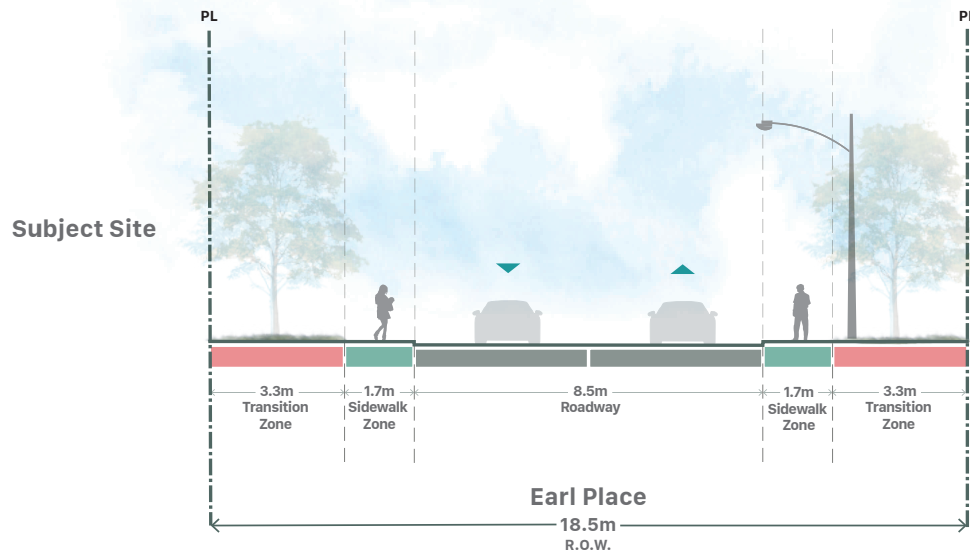 PL
PL
Subject Site
3.3m
Transition
Zone
1.7m
Sidewalk
Zone
8.5m
Roadway
1.7m
Sidewalk
Zone
3.3m
Transition
Zone
Earl Place
18.5m
R.O.W.